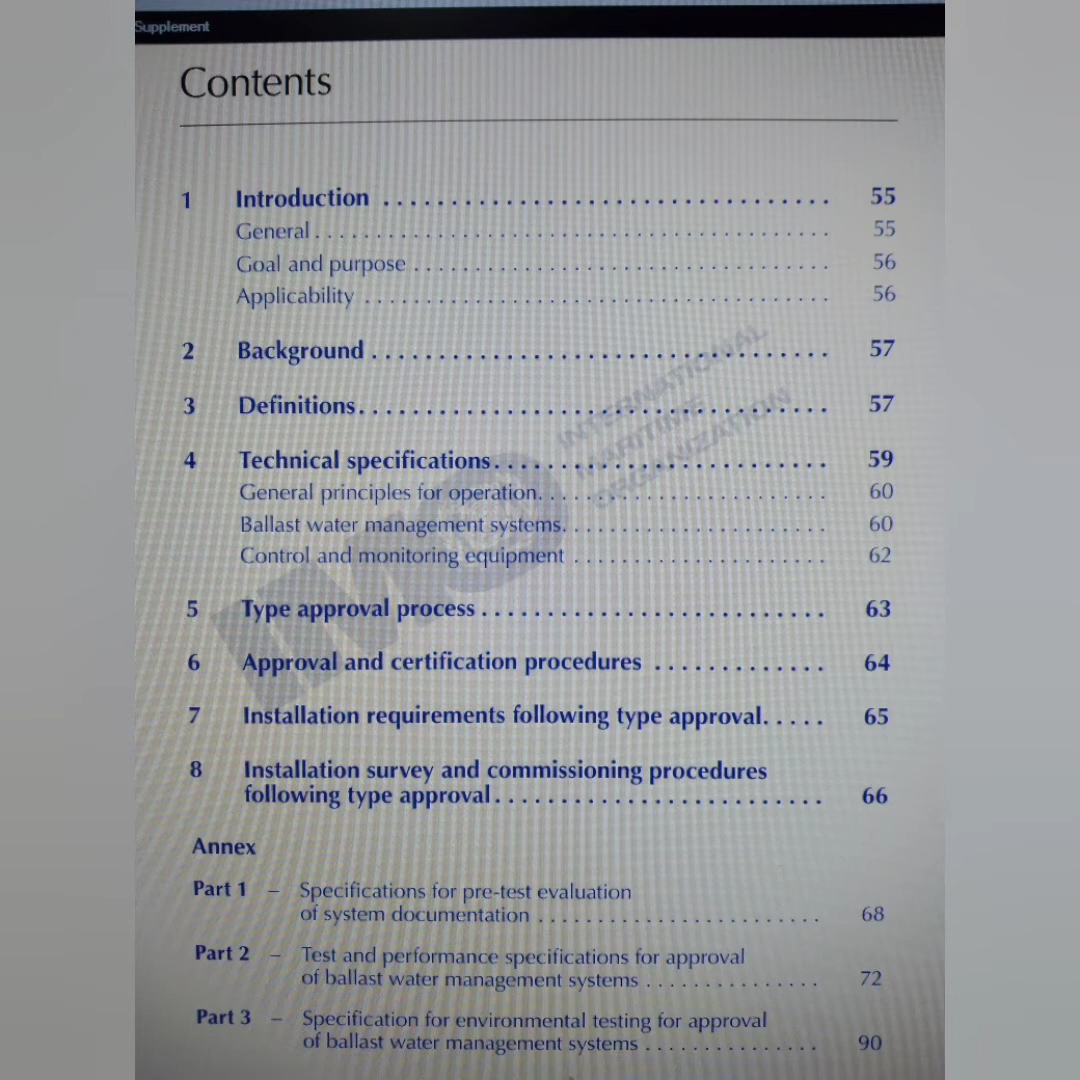 Supplement
Contents
1 Introduction . . . . . . . . . . . . . . . . . . . . . . . . . . . . . . . . . 55
General . . . . . . . . . . . . . . . . . . . . . . . . . . . . . . . . . . . . . . 55
Goal and purpose . . . . . . . . . . . . . . . . . . . . . . . . . . . . . . . 56
Applicability . . . . . . . . . . . . . . . . . . . . . . . . . . . . . . . . . . . 56
2 Background . . . . . . . . . . . . . . . . . . . . . . . . . . . . . . . . . . 57
3 Definitions . . . . . . . . . . . . . . . . . . . . . . . . . . . . . . . . . . . 57
4 Technical specifications . . . . . . . . . . . . . . . . . . . . . . . . . 59
General principles for operation . . . . . . . . . . . . . . . . . . . . . 60
Ballast water management systems . . . . . . . . . . . . . . . . . . . 60
Control and monitoring equipment . . . . . . . . . . . . . . . . . . . 62
5 Type approval process . . . . . . . . . . . . . . . . . . . . . . . . . . 63
6 Approval and certification procedures . . . . . . . . . . . . . 64
7 Installation requirements following type approval . . . . . 65
8 Installation survey and commissioning procedures
following type approval . . . . . . . . . . . . . . . . . . . . . . . . . 66
Annex
Part 1 – Specifications for pre-test evaluation
of system documentation . . . . . . . . . . . . . . . . . . . . . . . . 68
Part 2 – Test and performance specifications for approval
of ballast water management systems . . . . . . . . . . . . . . . 72
Part 3 – Specification for environmental testing for approval
of ballast water management systems . . . . . . . . . . . . . . . 90
IMO
INTERNATIONAL
MARITIME
ORGANIZATION